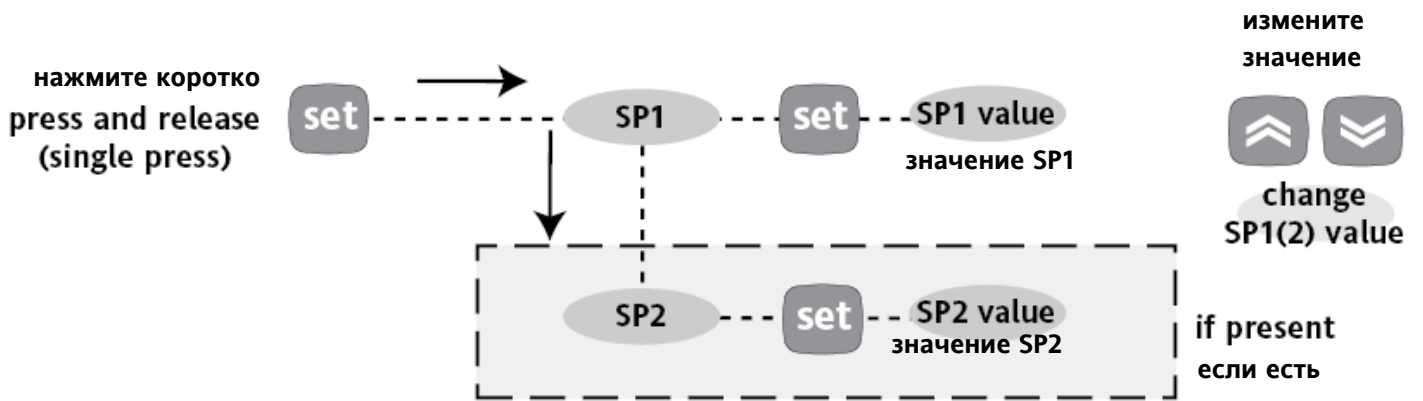 нажмите коротко
press and release
(single press)
set
SP1
set
SP1 value
значение SP1
измените
значение
change
SP1(2) value
SP2
set
SP2 value
значение SP2
if present
если есть